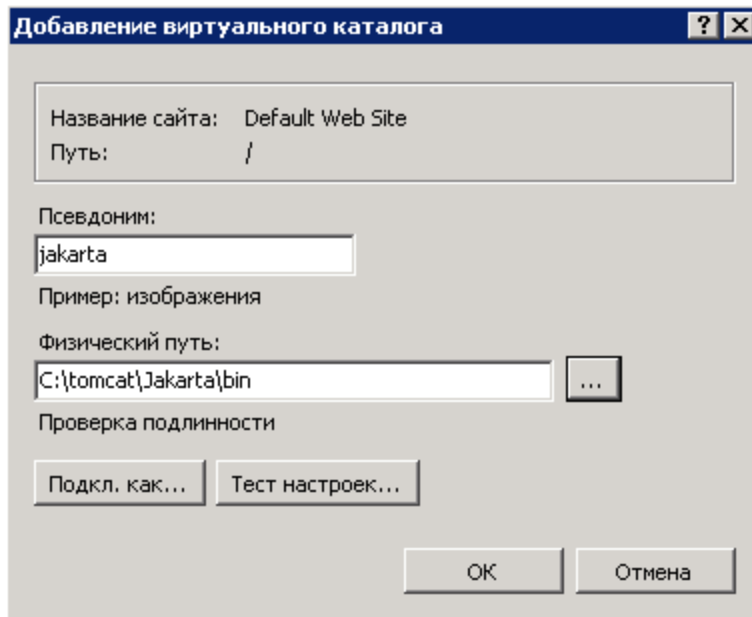 Добавление виртуального каталога
Название сайта: Default Web Site
Путь: /
Псевдоним:
jakarta
Пример: изображения
Физический путь:
C:\tomcat\Jakarta\bin
...
Проверка подлинности
Подкл. как... Тест настроек...
ОК Отмена